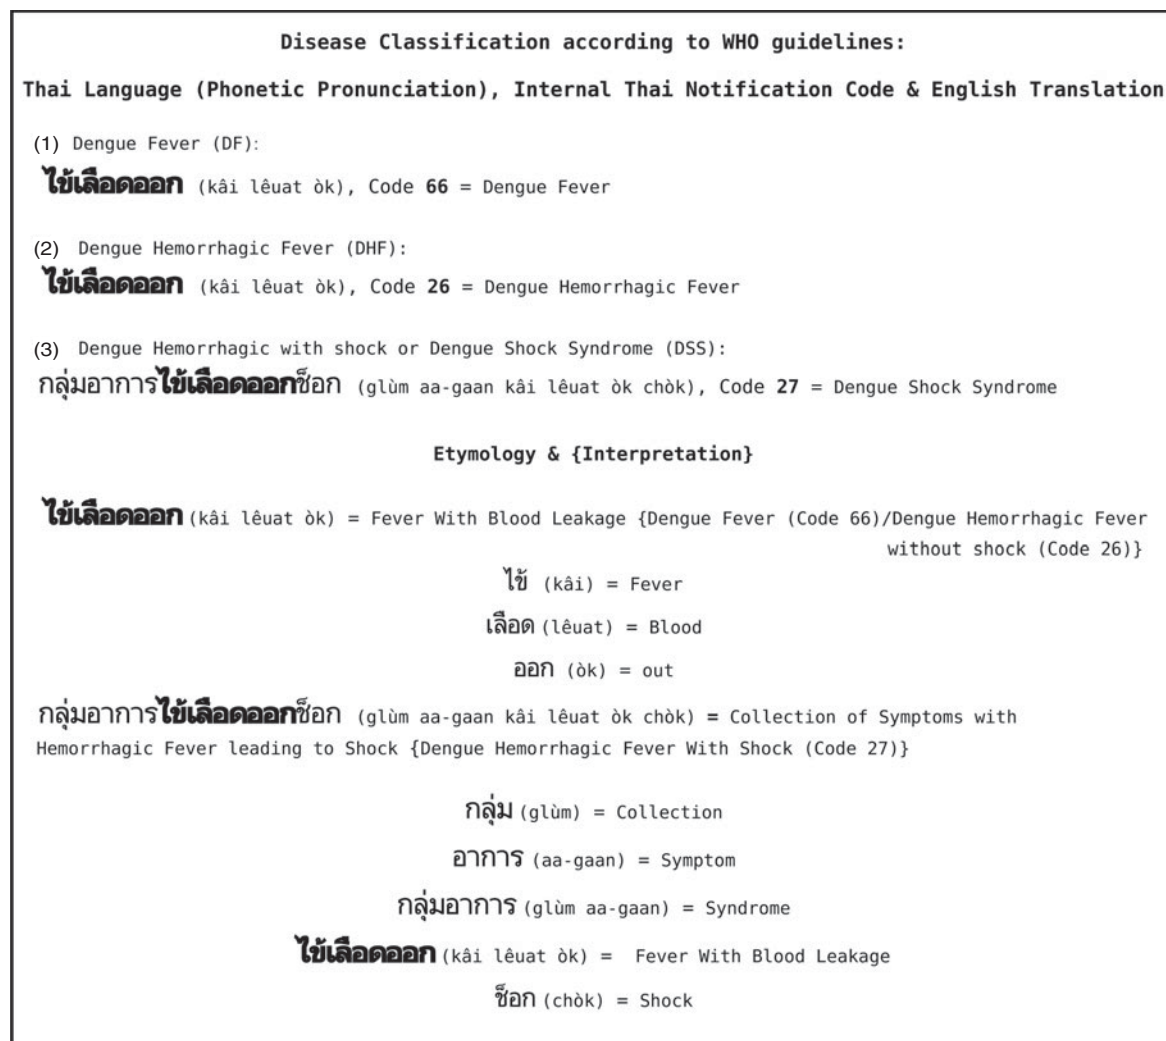 Disease Classification according to WHO guidelines:
Thai Language (Phonetic Pronunciation), Internal Thai Notification Code & English Translation
(1) Dengue Fever (DF):
ไข้เลือดออก (kâi lêuat òk), Code 66 = Dengue Fever
(2) Dengue Hemorrhagic Fever (DHF):
ไข้เลือดออก (kâi lêuat òk), Code 26 = Dengue Hemorrhagic Fever
(3) Dengue Hemorrhagic with shock or Dengue Shock Syndrome (DSS):
กลุ่มอาการไข้เลือดออกช็อก (glùm aa-gaan kâi lêuat òk chòk), Code 27 = Dengue Shock Syndrome
Etymology & {Interpretation}
ไข้เลือดออก (kâi lêuat òk) = Fever With Blood Leakage {Dengue Fever (Code 66)/Dengue Hemorrhagic Fever
without shock (Code 26)}
ไข้ (kâi) = Fever
เลือด (lêuat) = Blood
ออก (òk) = out
กลุ่มอาการไข้เลือดออกช็อก (glùm aa-gaan kâi lêuat òk chòk) = Collection of Symptoms with
Hemorrhagic Fever leading to Shock {Dengue Hemorrhagic Fever With Shock (Code 27)}
กลุ่ม (glùm) = Collection
อาการ (aa-gaan) = Symptom
กลุ่มอาการ (glùm aa-gaan) = Syndrome
ไข้เลือดออก (kâi lêuat òk) = Fever With Blood Leakage
ช็อก (chòk) = Shock